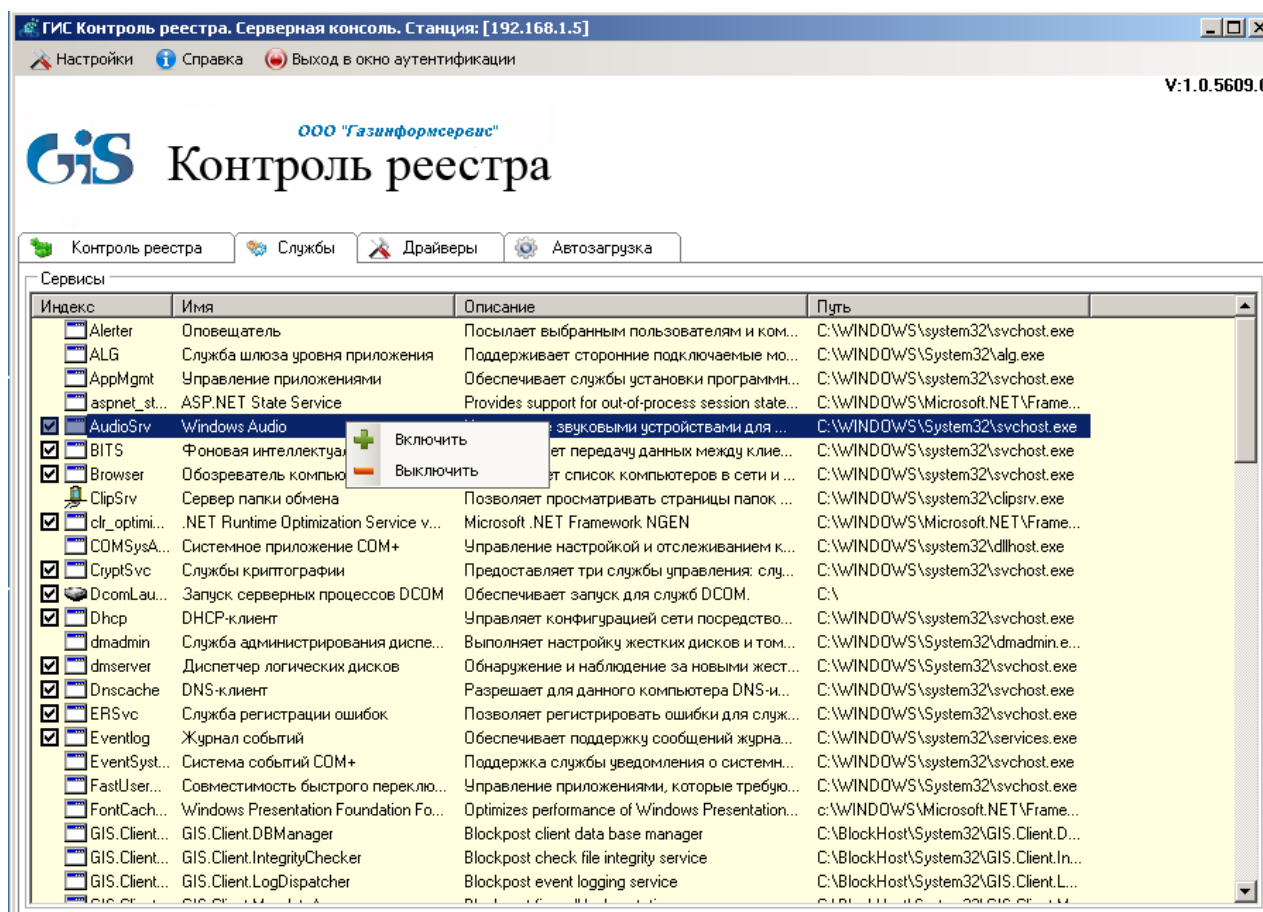 ГИС Контроль реестра. Серверная консоль. Станция: [192.168.1.5]
Настройки Справка Выход в окно аутентификации
V:1.0.5609.
ООО "Газинформсервис"
GiS Контроль реестра
Контроль реестра Службы Драйверы Автозагрузка
Сервисы
Индекс Имя Описание Путь
Alerter Оповещатель Посылает выбранным пользователям и ком... C:\WINDOWS\system32\svchost.exe
ALG Служба шлюза уровня приложения Поддерживает сторонние подключаемые мо... C:\WINDOWS\System32\alg.exe
AppMgmt Управление приложениями Обеспечивает службы установки программн... C:\WINDOWS\system32\svchost.exe
aspnet_st... ASP.NET State Service Provides support for out-of-process session state... C:\WINDOWS\Microsoft.NET\Frame...
AudioSrv Windows Audio звуковыми устройствами для ... C:\WINDOWS\System32\svchost.exe
Включить
BITS Фоновая интеллектуа передачу данных между клие... C:\WINDOWS\system32\svchost.exe
Выключить
Browser Обозреватель компью список компьютеров в сети и ... C:\WINDOWS\system32\svchost.exe
ClipSrv Сервер папки обмена Позволяет просматривать страницы папок ... C:\WINDOWS\system32\clipsrv.exe
clr_optimi... .NET Runtime Optimization Service v... Microsoft .NET Framework NGEN C:\WINDOWS\Microsoft.NET\Frame...
COMSysA... Системное приложение COM+ Управление настройкой и отслеживанием к... C:\WINDOWS\system32\dllhost.exe
CryptSvc Службы криптографии Предоставляет три службы управления: слу... C:\WINDOWS\system32\svchost.exe
DcomLau... Запуск серверных процессов DCOM Обеспечивает запуск для служб DCOM. C:\
Dhcp DHCP-клиент Управляет конфигурацией сети посредство... C:\WINDOWS\system32\svchost.exe
dmadmin Служба администрирования диспе... Выполняет настройку жестких дисков и том... C:\WINDOWS\System32\dmadmin.e...
dmserver Диспетчер логических дисков Обнаружение и наблюдение за новыми жест... C:\WINDOWS\System32\svchost.exe
Dnscache DNS-клиент Разрешает для данного компьютера DNS-и... C:\WINDOWS\system32\svchost.exe
ERSvc Служба регистрации ошибок Позволяет регистрировать ошибки для служ... C:\WINDOWS\System32\svchost.exe
Eventlog Журнал событий Обеспечивает поддержку сообщений журна... C:\WINDOWS\system32\services.exe
EventSyst... Система событий COM+ Поддержка службы уведомления о системн... C:\WINDOWS\system32\svchost.exe
FastUser... Совместимость быстрого переклю... Управление приложениями, которые требую... C:\WINDOWS\System32\svchost.exe
FontCach... Windows Presentation Foundation Fo... Optimizes performance of Windows Presentation... c:\WINDOWS\Microsoft.NET\Frame...
GIS.Client... GIS.Client.DBManager Blockpost client data base manager C:\BlockHost\System32\GIS.Client.D...
GIS.Client... GIS.Client.IntegrityChecker Blockpost check file integrity service C:\BlockHost\System32\GIS.Client.In...
GIS.Client... GIS.Client.LogDispatcher Blockpost event logging service C:\BlockHost\System32\GIS.Client.L...